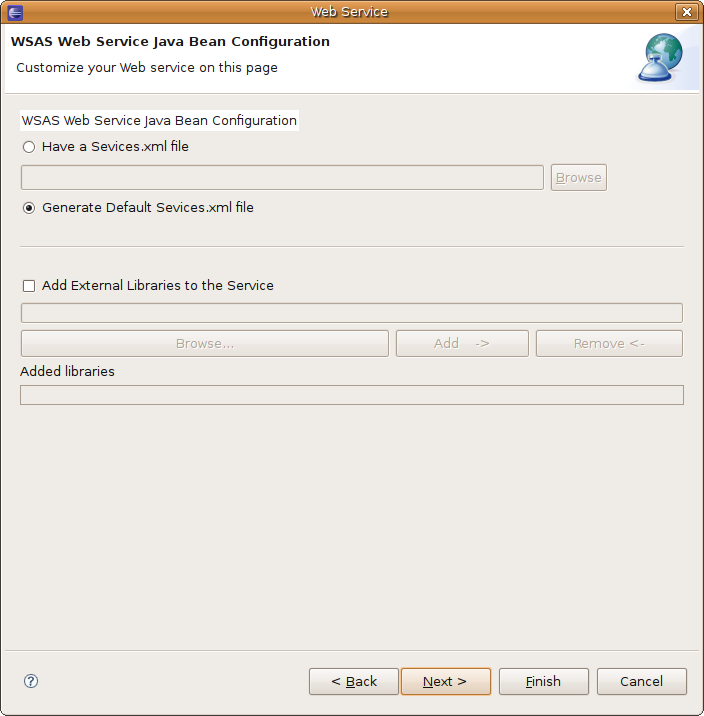 Web Service
WSAS Web Service Java Bean Configuration
Customize your Web service on this page
WSAS Web Service Java Bean Configuration
Have a Sevices.xml file
Browse
Generate Default Sevices.xml file
Add External Libraries to the Service
Browse... Add -> Remove <-
Added libraries
? < Back Next > Finish Cancel